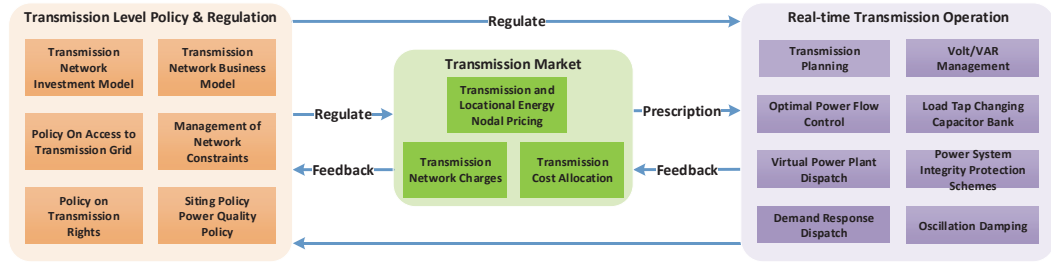 Transmission Level Policy & Regulation
Transmission
Network
Investment Model
Transmission
Network Business
Model
Policy On Access to
Transmission Grid
Management of
Network
Constraints
Policy on
Transmission
Rights
Siting Policy
Power Quality
Policy
Regulate
Regulate
Feedback
Transmission Market
Transmission and
Locational Energy
Nodal Pricing
Transmission
Network Charges
Transmission
Cost Allocation
Prescription
Feedback
Real-time Transmission Operation
Transmission
Planning
Volt/VAR
Management
Optimal Power Flow
Control
Load Tap Changing
Capacitor Bank
Virtual Power Plant
Dispatch
Power System
Integrity Protection
Schemes
Demand Response
Dispatch
Oscillation Damping